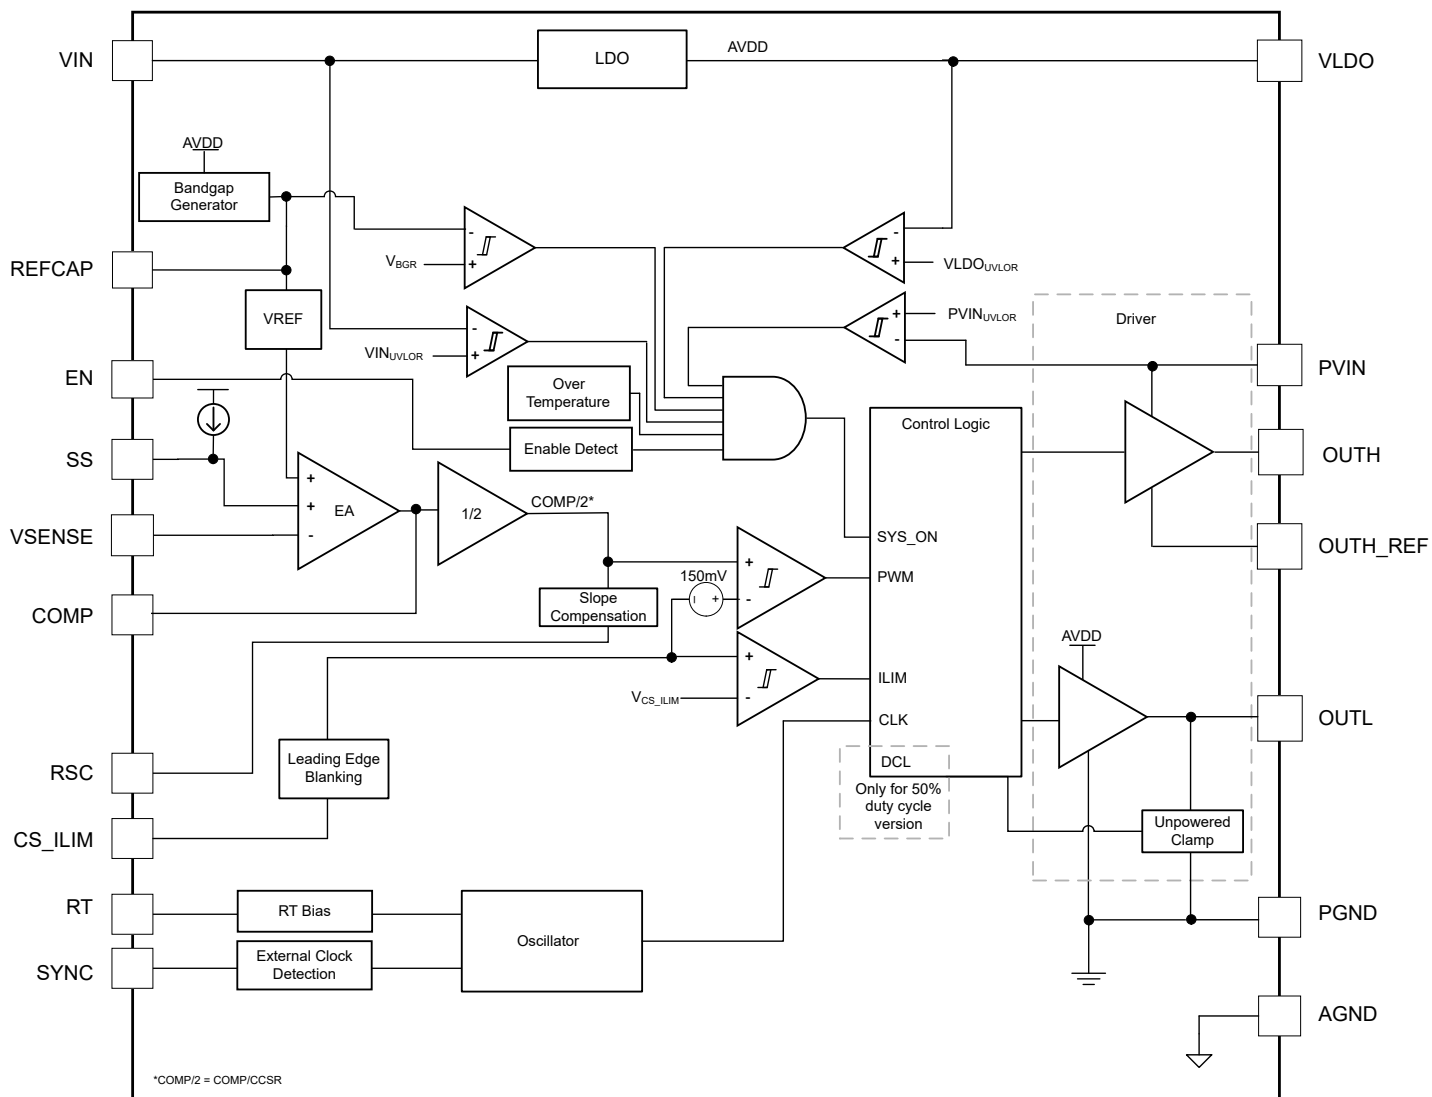 VIN
LDO
AVDD
VLDO
AVDD
Bandgap
Generator
REFCAP
VBGR
-
+
-
+
VLDOUVLOR
VREF
VINUVLOR
-
+
+
-
PVINUVLOR
Driver
EN
Over
Temperature
PVIN
Enable Detect
Control Logic
SS
+
+
-
EA
1/2
COMP/2*
OUTH
VSENSE
SYS_ON
OUTH_REF
COMP
150mV
+
-
+
-
PWM
Slope
Compensation
AVDD
VCS_ILIM
+
-
ILIM
CLK
OUTL
RSC
Leading Edge
Blanking
DCL
Only for 50%
duty cycle
version
CS_ILIM
Unpowered
Clamp
RT
RT Bias
Oscillator
PGND
SYNC
External Clock
Detection
AGND
*COMP/2 = COMP/CCSR